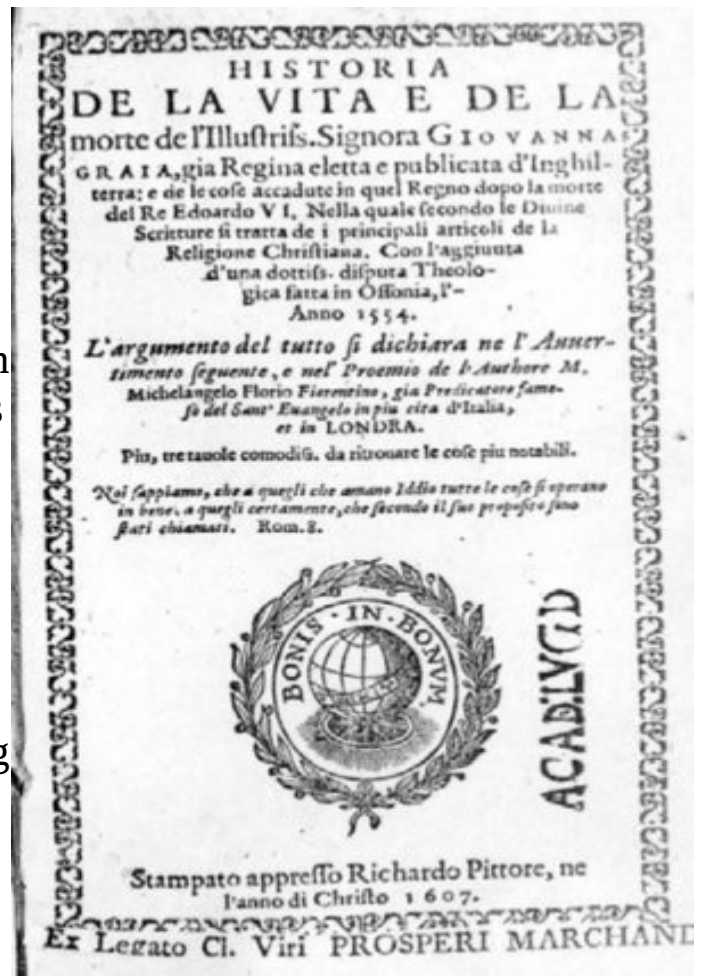 HISTORIA
DE LA VITA E DE LA
morte de l'Illuſtriſs. Signora GIOVANNA
GRAIA, gia Regina eletta e publicata d'Inghil-
terra: e de le coſe accadute in quel Regno dopo la morte
del Re Edoardo VI. Nella quale ſecondo le Diuine
Scritture ſi tratta de i principali articoli de la
Religione Chriſtiana. Con l'aggiunta
d'una dottiſs. diſputa Theolo-
gica fatta in Oſſonia, l'-
Anno 1554.
L'argumento del tutto ſi dichiara ne l'Auuer-
timento ſeguente, e nel Proemio de l'Authore M.
Michelangelo Florio Fiorentino, gia Predicatore famo-
ſo del Sant' Euangelo in piu cita d'Italia,
et in LONDRA.
Piu, tre tauole comodiſſ. da ritrouare le coſe piu notabili.
Noi ſappiamo, che a quegli che amano Iddio tutte le coſe ſi operano
in bene. a quegli certamente, che ſecondo il ſuo propoſito ſono
ſtati chiamati. Rom. 8.
BONIS · IN · BONVM.
ACAD. LVGD
Stampato appreſſo Richardo Pittore, ne
l'anno di Chriſto 1607.
Ex Legato Cl. Viri PROSPERI MARCHAND